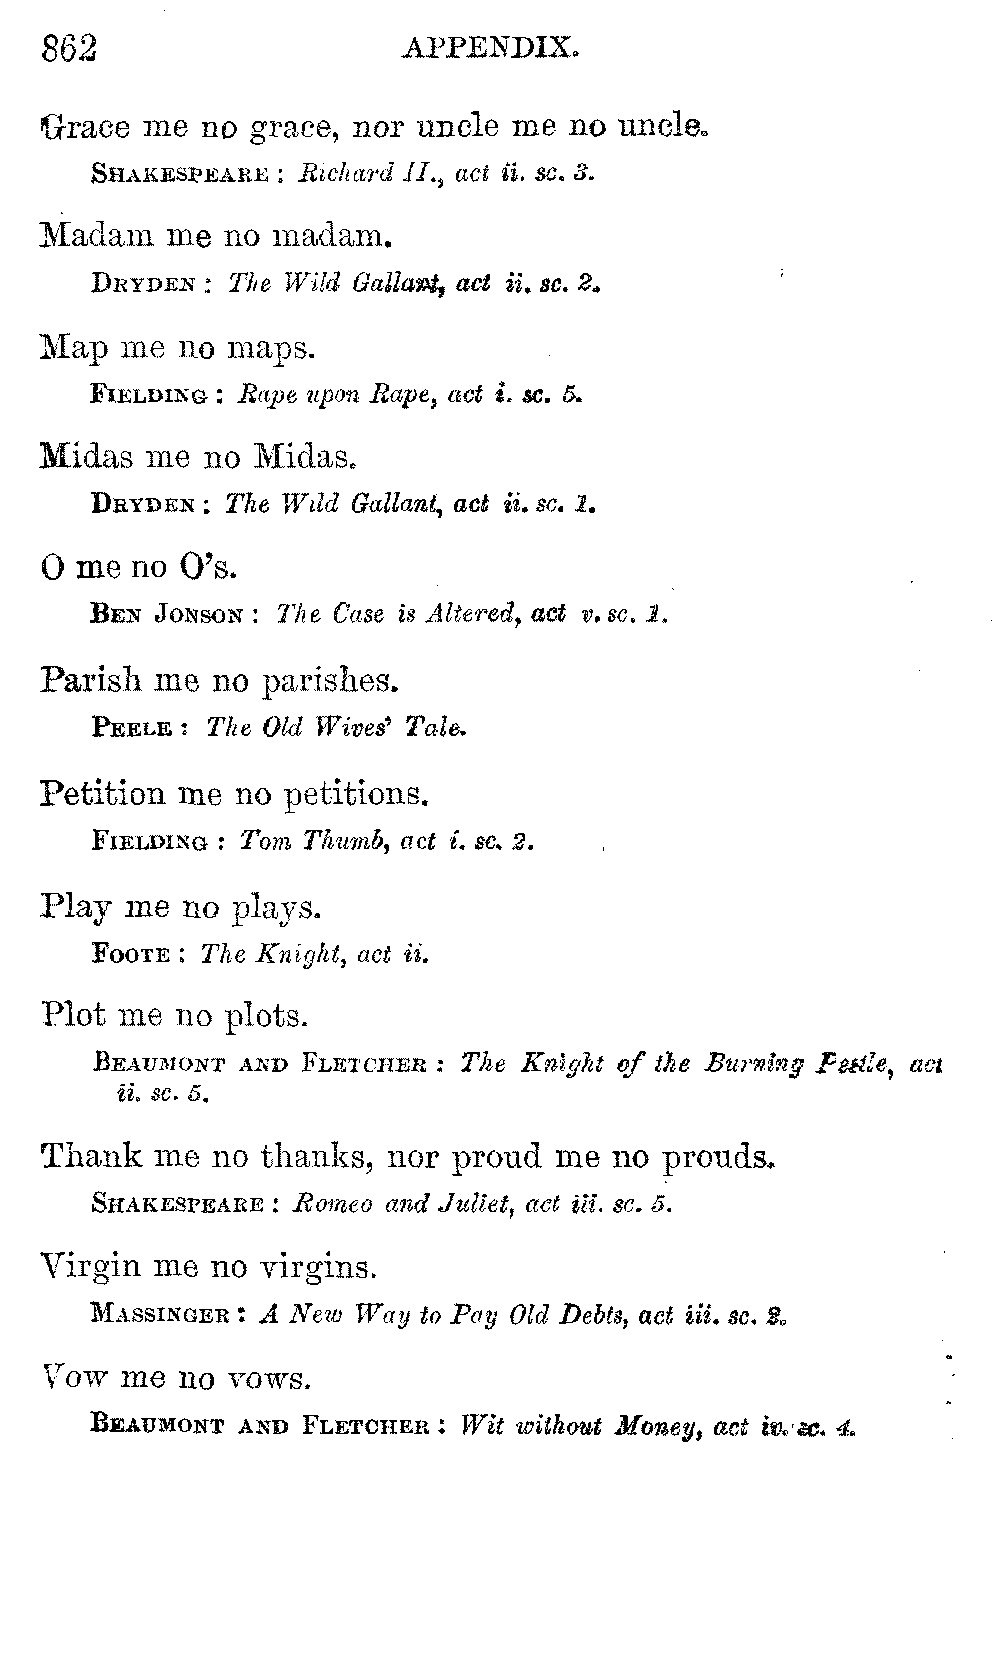 862 APPENDIX.
Grace me no grace, nor uncle me no uncle.
SHAKESPEARE : Richard II., act ii. sc. 3.
Madam me no madam.
DRYDEN : The Wild Gallant, act ii. sc. 2.
Map me no maps.
FIELDING : Rape upon Rape, act i. sc. 5.
Midas me no Midas.
DRYDEN : The Wild Gallant, act ii. sc. 1.
O me no O's.
BEN JONSON : The Case is Altered, act v. sc. 1.
Parish me no parishes.
PEELE : The Old Wives' Tale.
Petition me no petitions.
FIELDING : Tom Thumb, act i. sc. 2.
Play me no plays.
FOOTE : The Knight, act ii.
Plot me no plots.
BEAUMONT AND FLETCHER : The Knight of the Burning Pestle, act
ii. sc. 5.
Thank me no thanks, nor proud me no prouds.
SHAKESPEARE : Romeo and Juliet, act iii. sc. 5.
Virgin me no virgins.
MASSINGER : A New Way to Pay Old Debts, act iii. sc. 2.
Vow me no vows.
BEAUMONT AND FLETCHER : Wit without Money, act iv. sc. 4.